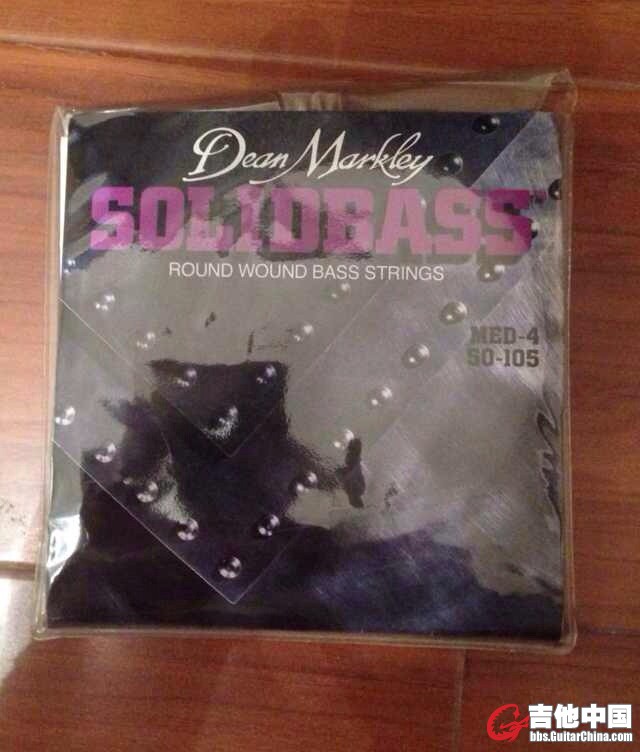 Dean Markley
SOLIDBASS
ROUND WOUND BASS STRINGS
MED-4
50-105
吉他中国
bbs.GuitarChina.com